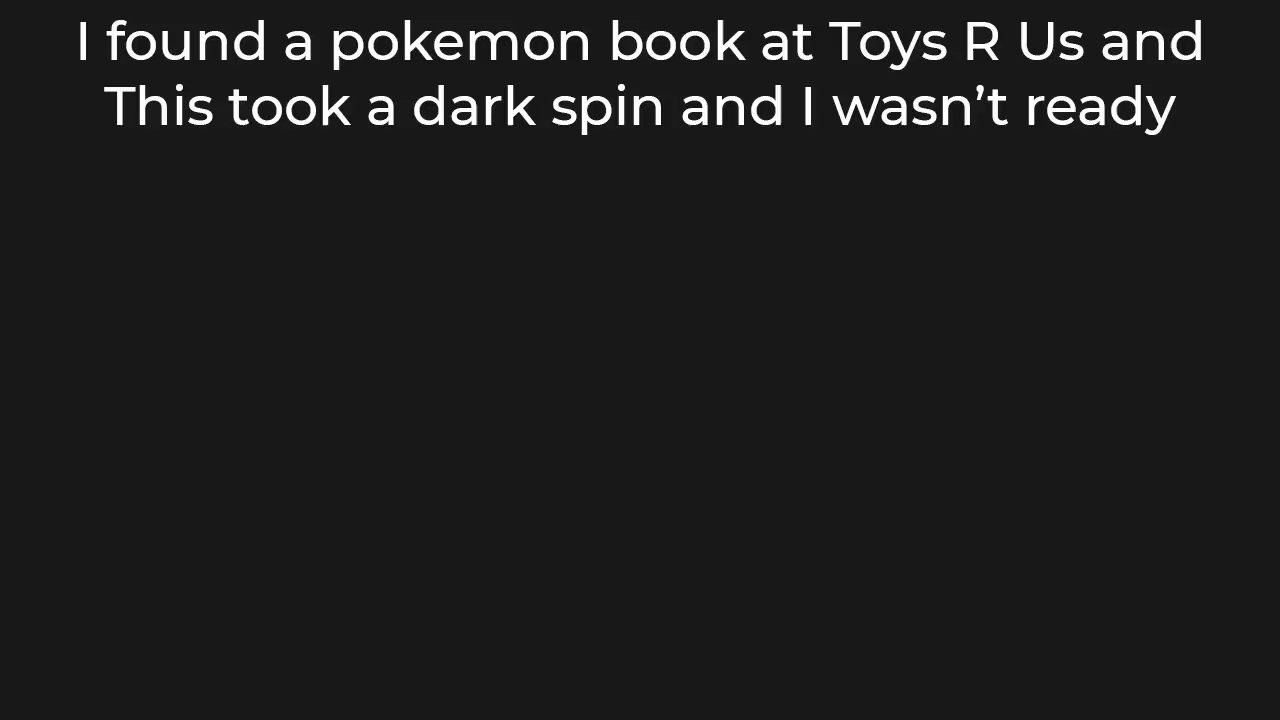 I found a pokemon book at Toys R Us and
This took a dark spin and I wasn’t ready